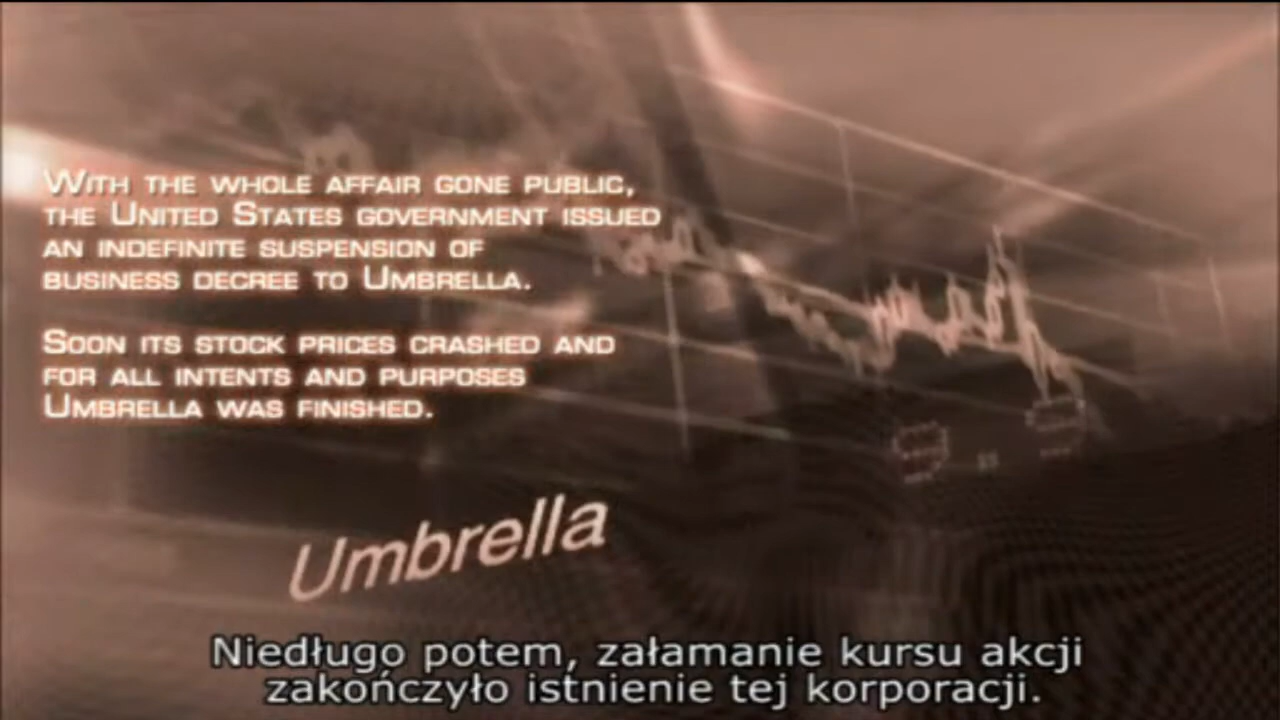 With the whole affair gone public,
the United States government issued
an indefinite suspension of
business decree to Umbrella.
Soon its stock prices crashed and
for all intents and purposes
Umbrella was finished.
Umbrella
Niedługo potem, załamanie kursu akcji
zakończyło istnienie tej korporacji.